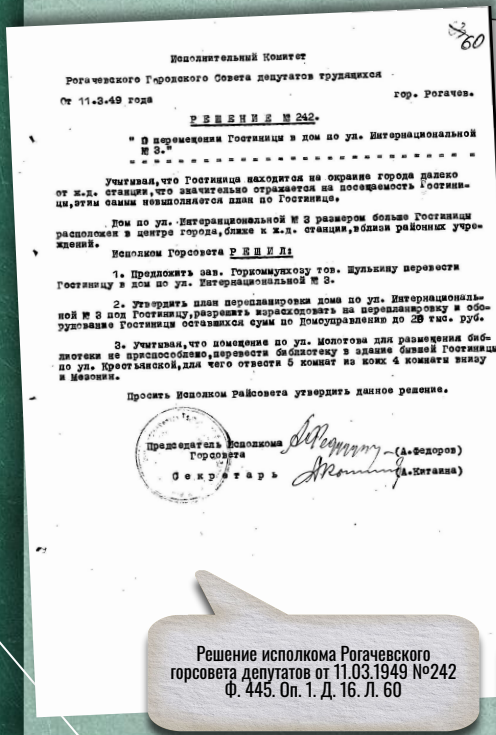 60
Исполнительный Комитет
Рогачевского Городского Совета депутатов трудящихся
От 11.3.49 года
гор. Рогачев.
РЕШЕНИЕ № 242.
" О перемещении Гостиницы в дом по ул. Интернациональной
№ 3."
Учитывая,что Гостиница находится на окраине города далеко
от ж.д. станции,что значительно отражается на посещаемость Гостини-
цы,этим самым невыполняется план по Гостинице.
Дом по ул. Интеранциональной № 3 размером больше Гостиницы
расположен в центре города,ближе к ж.д. станции,вблизи районных учре-
ждений.
Исполком Горсовета РЕШИЛ:
1. Предложить зав. Горкоммунхозу тов. Шулькину перевести
Гостиницу в дом по ул. Интернациональной № 3.
2. Утвердить план перепланировки дома по ул. Интернациональ-
ной № 3 под Гостиницу,разрешить израсходовать на перепланировку и обо-
рудование Гостиницы оставшихся сумм по Домоуправлению до 20 тыс. руб.
3. Учитывая,что помещение по ул. Молотова для размещения биб-
лиотеки не приспособлено,перевести библиотеку в здание бывшей Гостиницы
по ул. Крестьянской,для чего отвести 5 комнат из коих 4 комнаты внизу
и Мезонин.
Просить Исполком Райсовета утвердить данное решение.
Председатель Исполкома
Горсовета
(А.Федоров)
Секретарь
(А.Китаина)
Решение исполкома Рогачевского
горсовета депутатов от 11.03.1949 №242
Ф. 445. Оп. 1. Д. 16. Л. 60